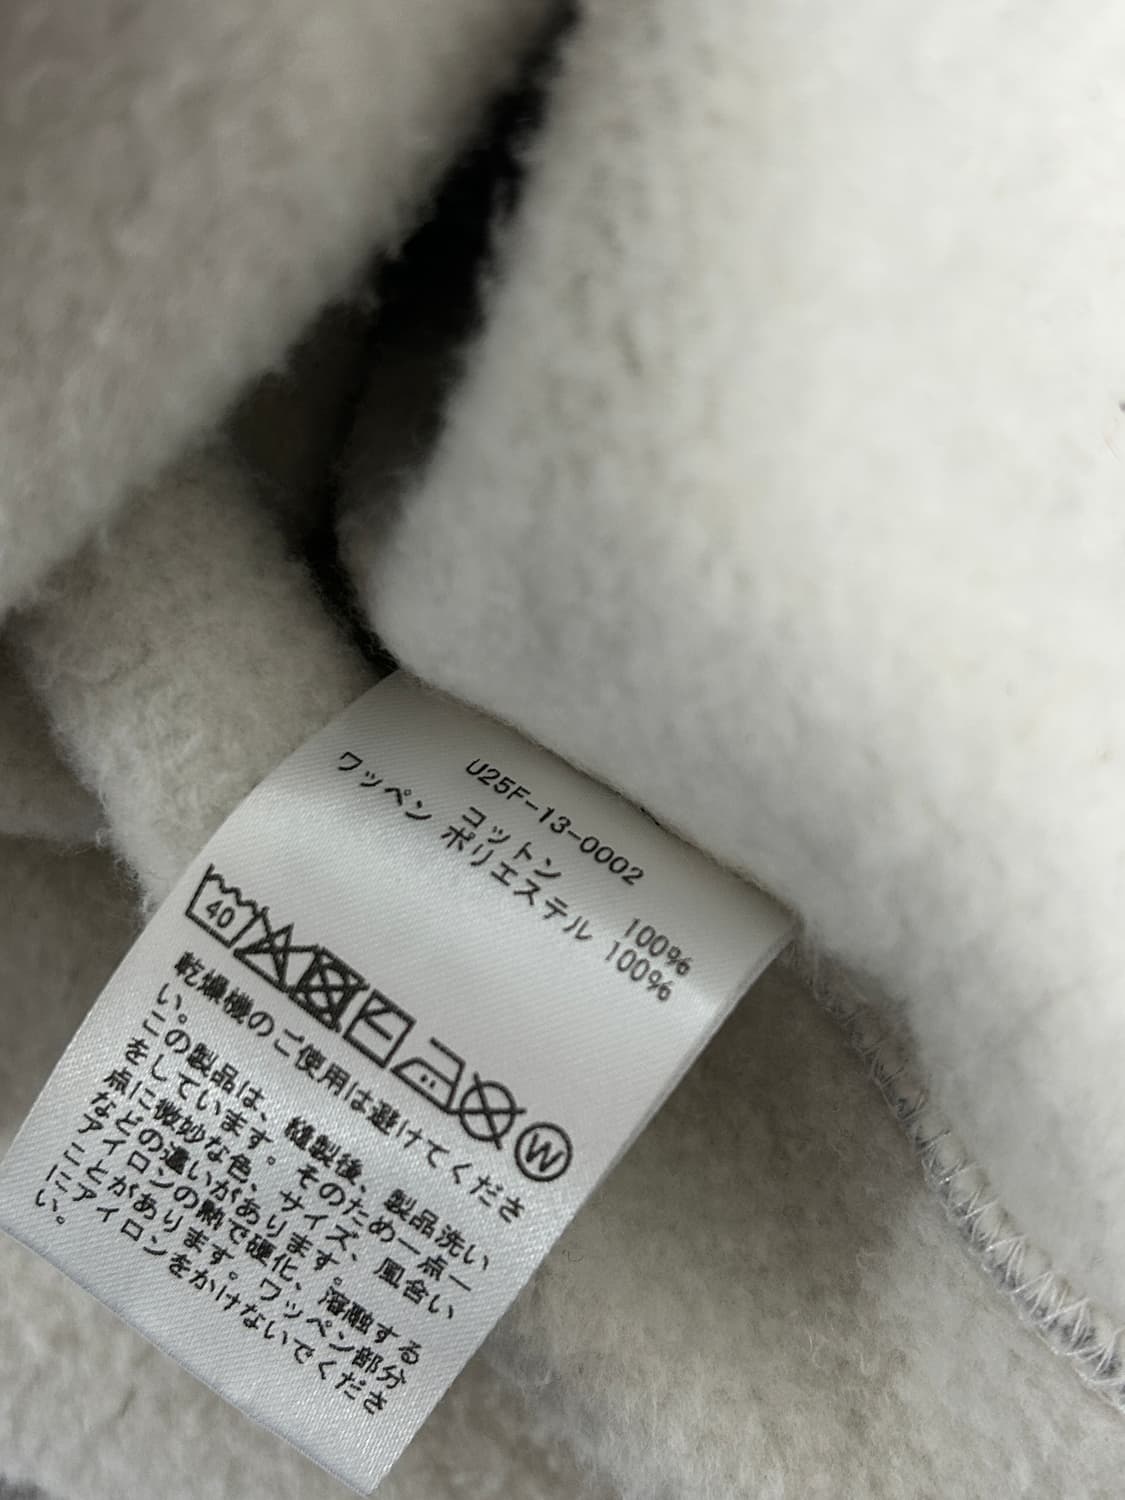 U25F-13-0002
コットン 100%
ワッペン ポリエステル 100%
40
W
乾燥機のご使用は避けてくださ
い。
この製品は、縫製後、製品洗い
をしています。そのため一点一
点に微妙な色、サイズ、風合い
などの違いがあります。
アイロンの熱で硬化、溶融する
ことがあります。ワッペン部分
にアイロンをかけないでくださ
い。